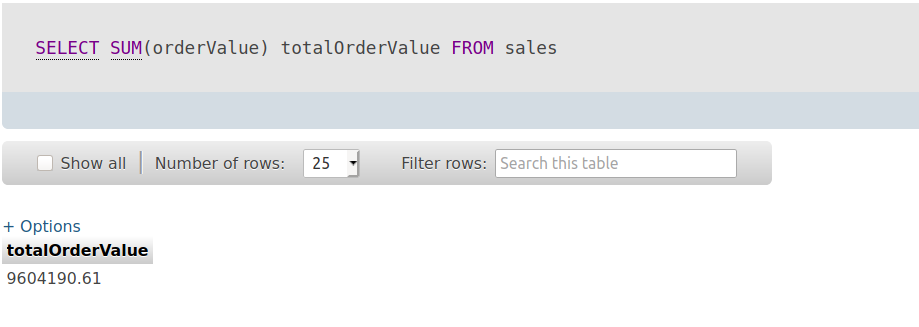 SELECT SUM(orderValue) totalOrderValue FROM sales
Show all Number of rows: 25 Filter rows: Search this table
+ Options
totalOrderValue
9604190.61